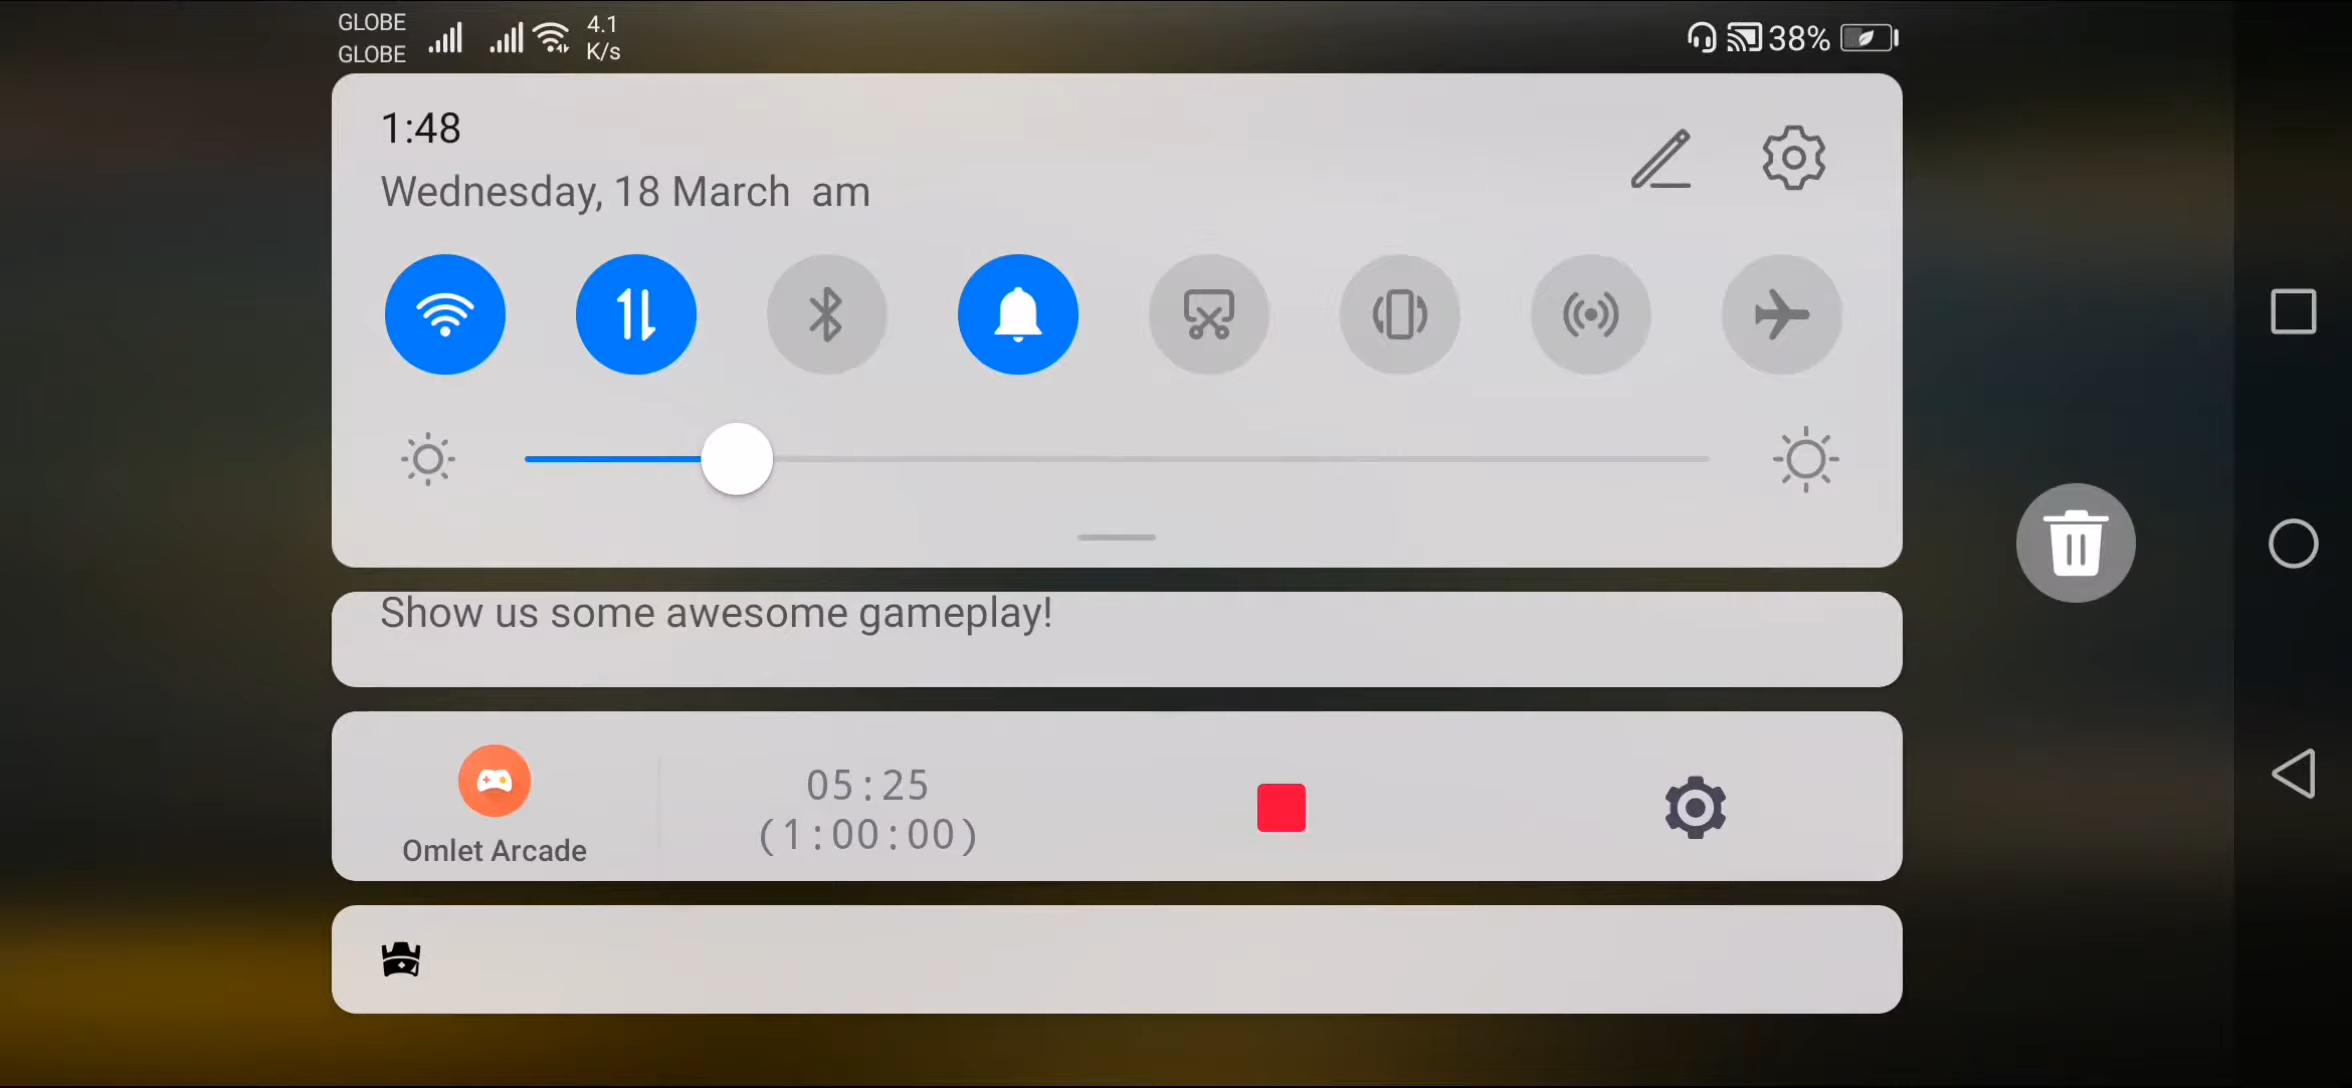 GLOBE
GLOBE
4.1
K/s
38%
1:48
Wednesday, 18 March am
Show us some awesome gameplay!
05:25
(1:00:00)
Omlet Arcade